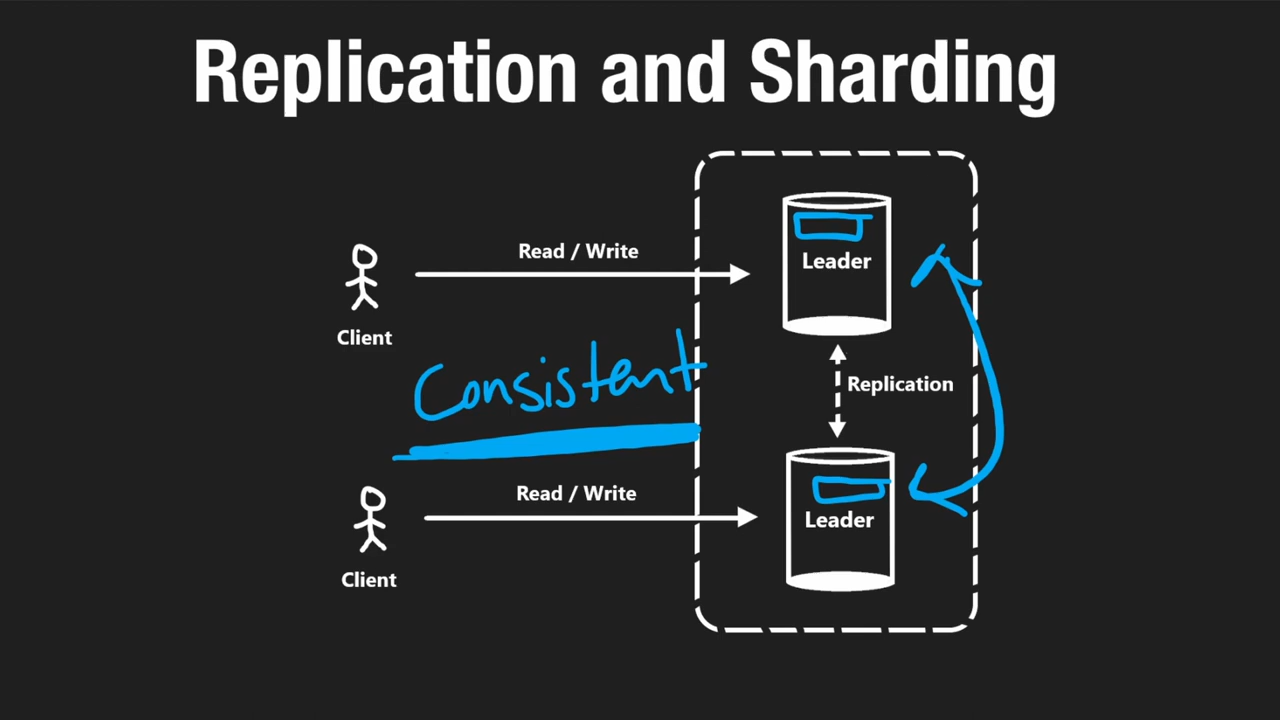 Replication and Sharding
Read / Write
Leader
Client
Consistent
Replication
Read / Write
Leader
Client